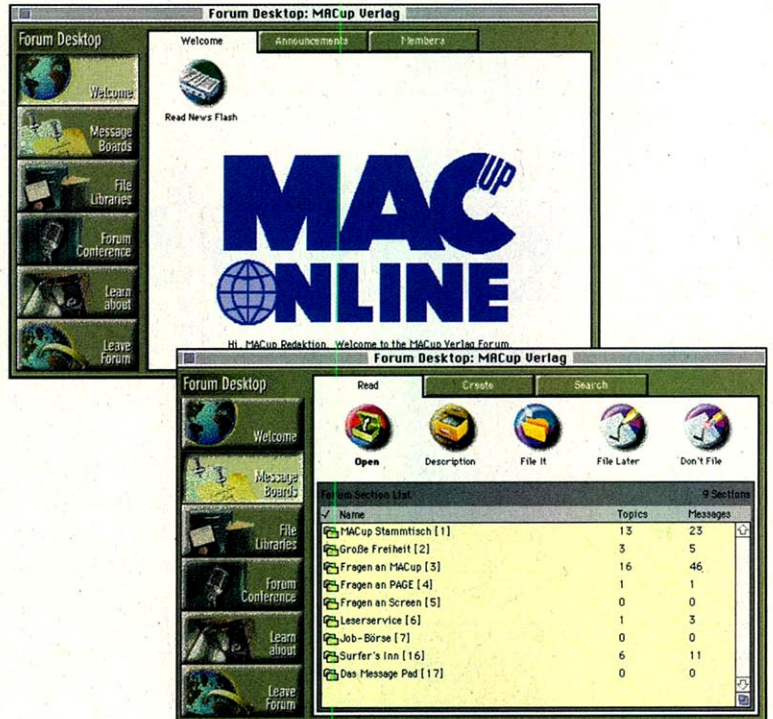 Forum Desktop: MACup Verlag
Forum Desktop
Welcome
Announcements
Members
Welcome
Message
Boards
File
Libraries
Forum
Conference
Learn
about
Leave
Forum
Read News Flash
MAC UP
ONLINE
Hi, MACup Redaktion. Welcome to the MACup Verlag Forum.
Forum Desktop: MACup Verlag
Forum Desktop
Read
Create
Search
Welcome
Message
Boards
File
Libraries
Forum
Conference
Learn
about
Leave
Forum
Open
Description
File It
File Later
Don't File
Forum Section List 9 Sections
✓ Name Topics Messages
MACup Stammtisch [1] 13 23
Große Freiheit [2] 3 5
Fragen an MACup [3] 16 46
Fragen an PAGE [4] 1 1
Fragen an Screen [5] 0 0
Leserservice [6] 1 3
Job-Börse [7] 0 0
Surfer's Inn [16] 6 11
Das Message Pad [17] 0 0